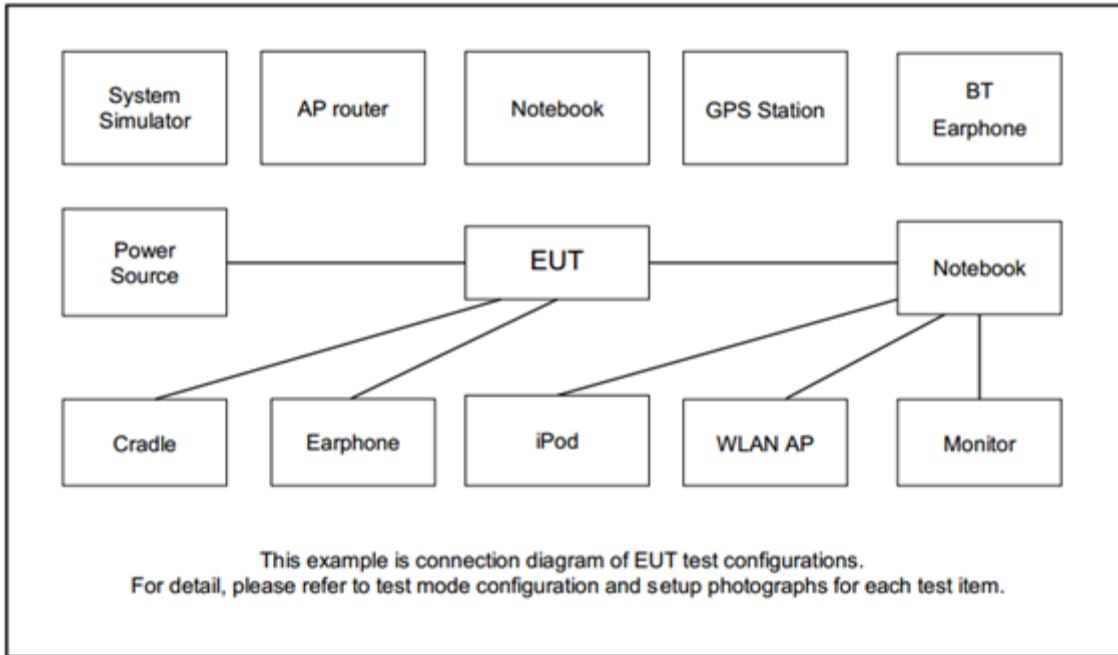 System
Simulator
AP router
Notebook
GPS Station
BT
Earphone
Power
Source
EUT
Notebook
Cradle
Earphone
iPod
WLAN AP
Monitor
This example is connection diagram of EUT test configurations.
For detail, please refer to test mode configuration and setup photographs for each test item.